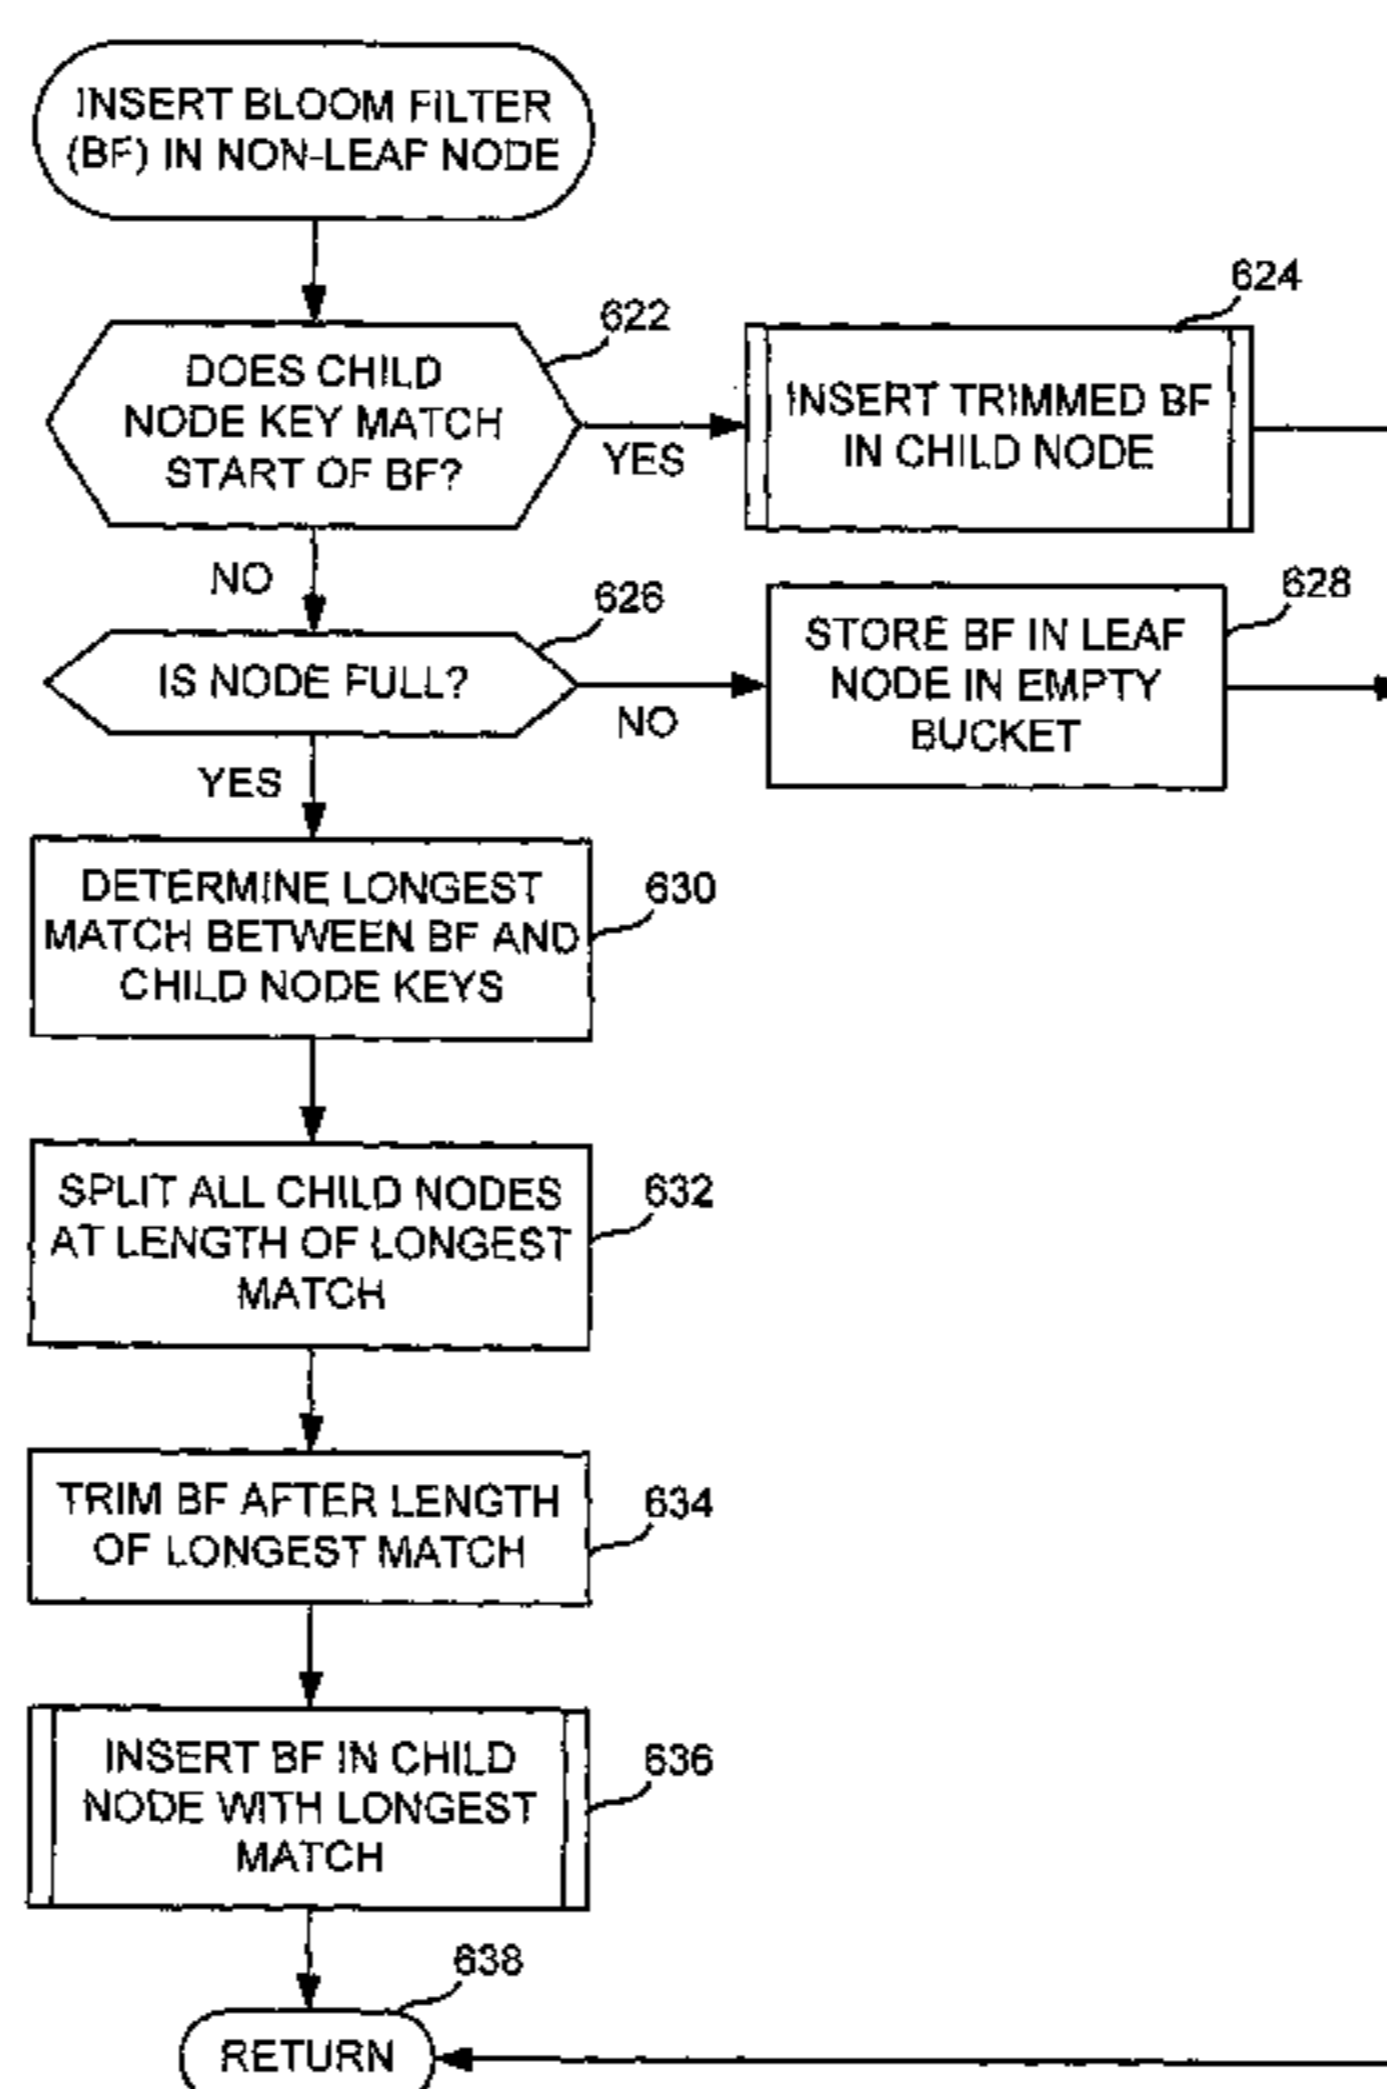 INSERT BLOOM FILTER
(BF) IN NON-LEAF NODE
622
DOES CHILD
NODE KEY MATCH
START OF BF?
YES
624
INSERT TRIMMED BF
IN CHILD NODE
NO
626
IS NODE FULL?
NO
628
STORE BF IN LEAF
NODE IN EMPTY
BUCKET
YES
DETERMINE LONGEST
MATCH BETWEEN BF AND
CHILD NODE KEYS
630
SPLIT ALL CHILD NODES
AT LENGTH OF LONGEST
MATCH
632
TRIM BF AFTER LENGTH
OF LONGEST MATCH
634
INSERT BF IN CHILD
NODE WITH LONGEST
MATCH
636
638
RETURN